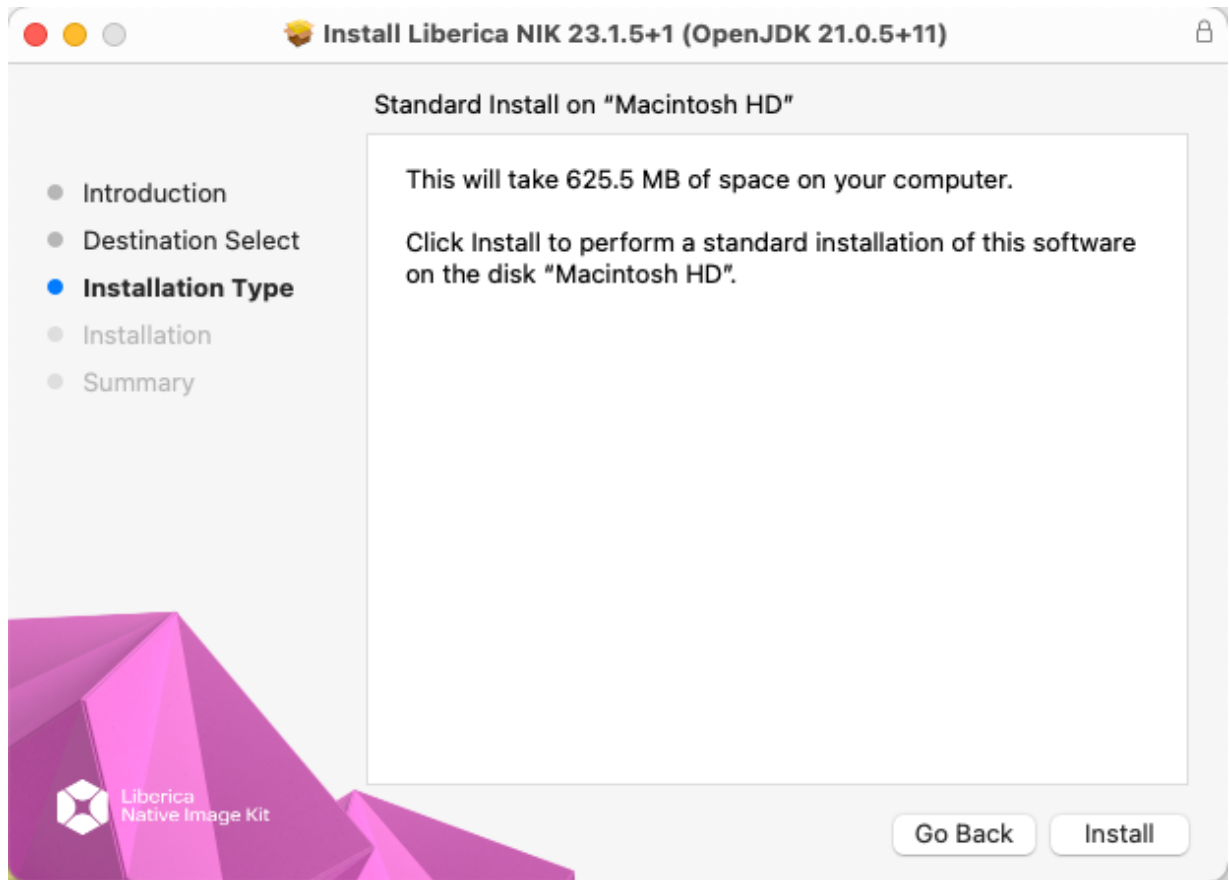 Install Liberica NIK 23.1.5+1 (OpenJDK 21.0.5+11)
Standard Install on “Macintosh HD”
Introduction
Destination Select
Installation Type
Installation
Summary
This will take 625.5 MB of space on your computer.
Click Install to perform a standard installation of this software
on the disk “Macintosh HD”.
Liberica
Native Image Kit
Go Back
Install